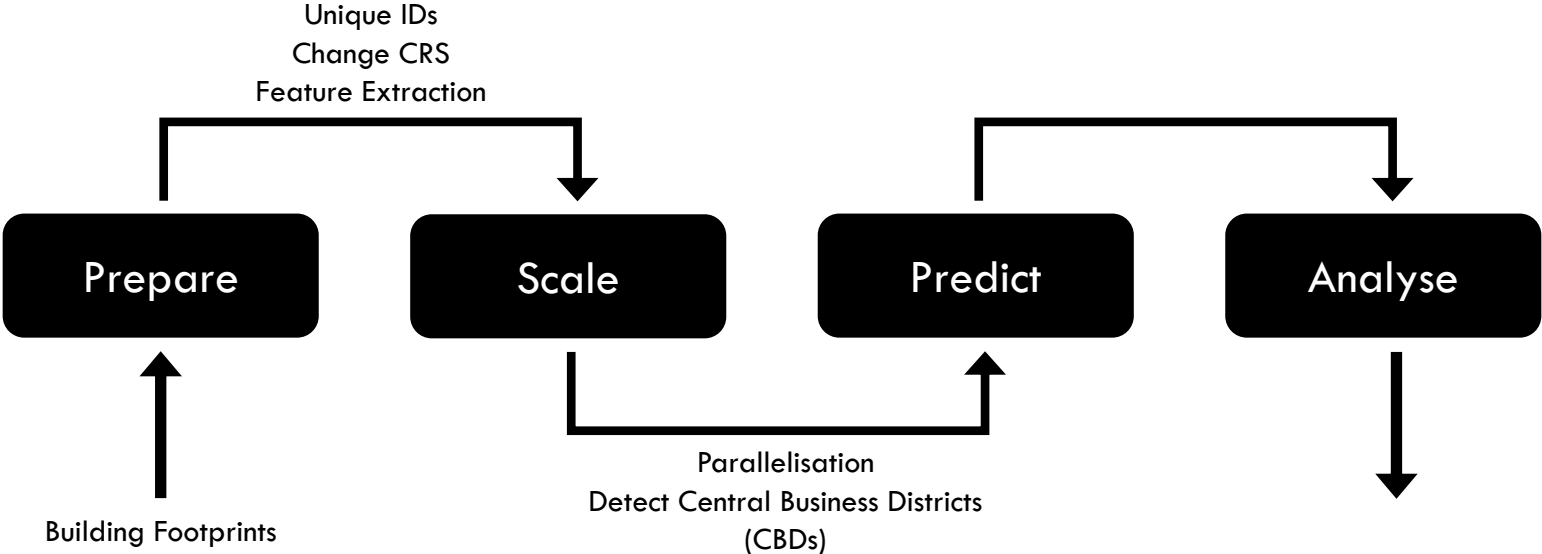 Unique IDs
Change CRS
Feature Extraction
Prepare
Scale
Predict
Analyse
Building Footprints
Parallelisation
Detect Central Business Districts
(CBDs)